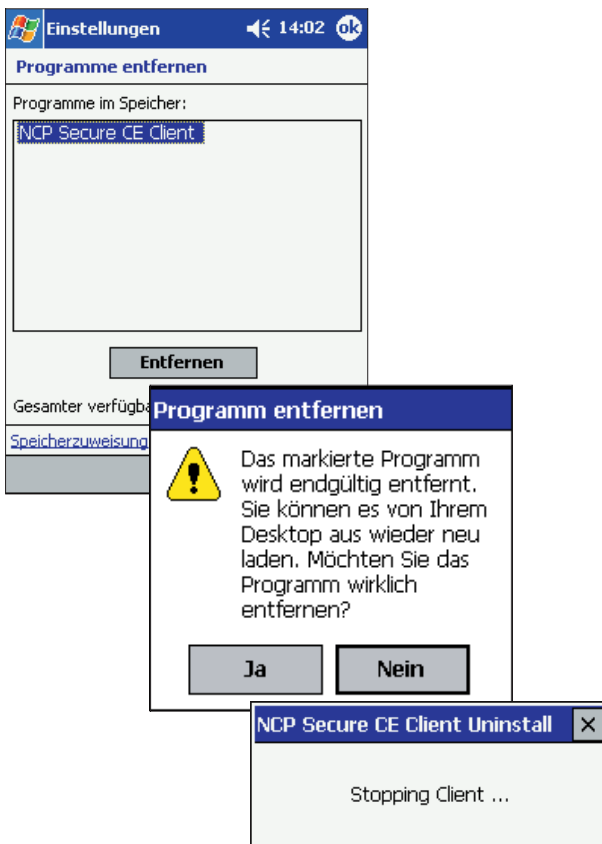 Einstellungen 14:02 ok
Programme entfernen
Programme im Speicher:
NCP Secure CE Client
Entfernen
Gesamter verfügba
Speicherzuweisung
Programm entfernen
Das markierte Programm
wird endgültig entfernt.
Sie können es von Ihrem
Desktop aus wieder neu
laden. Möchten Sie das
Programm wirklich
entfernen?
Ja Nein
NCP Secure CE Client Uninstall
Stopping Client ...